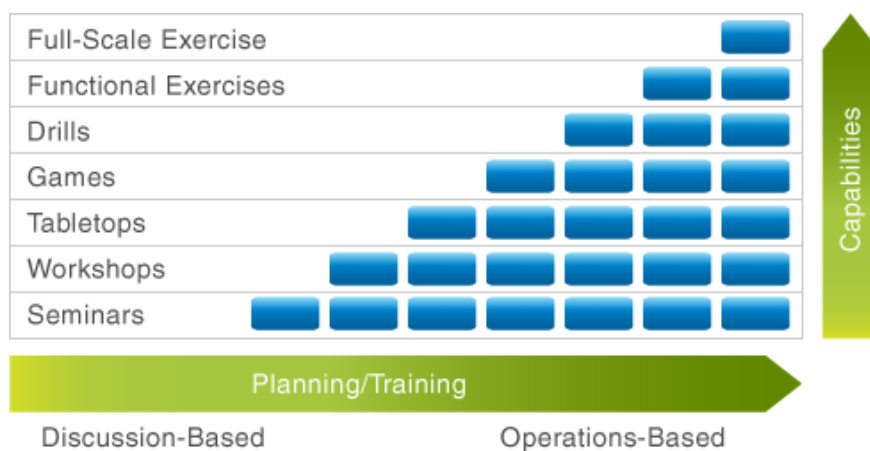 Full-Scale Exercise
Functional Exercises
Drills
Games
Tabletops
Workshops
Seminars
Capabilities
Planning/Training
Discussion-Based
Operations-Based